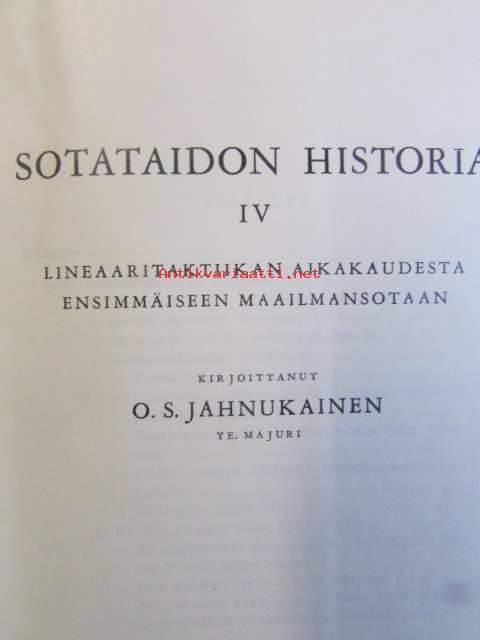 SOTATAIDON HISTORIA
IV
LINEAARITAKTIIKAN AIKAKAUDESTA
Antikvariaatti.net
ENSIMMÄISEEN MAAILMANSOTAAN
KIRJOITTANUT
O. S. JAHNUKAINEN
YE. MAJURI